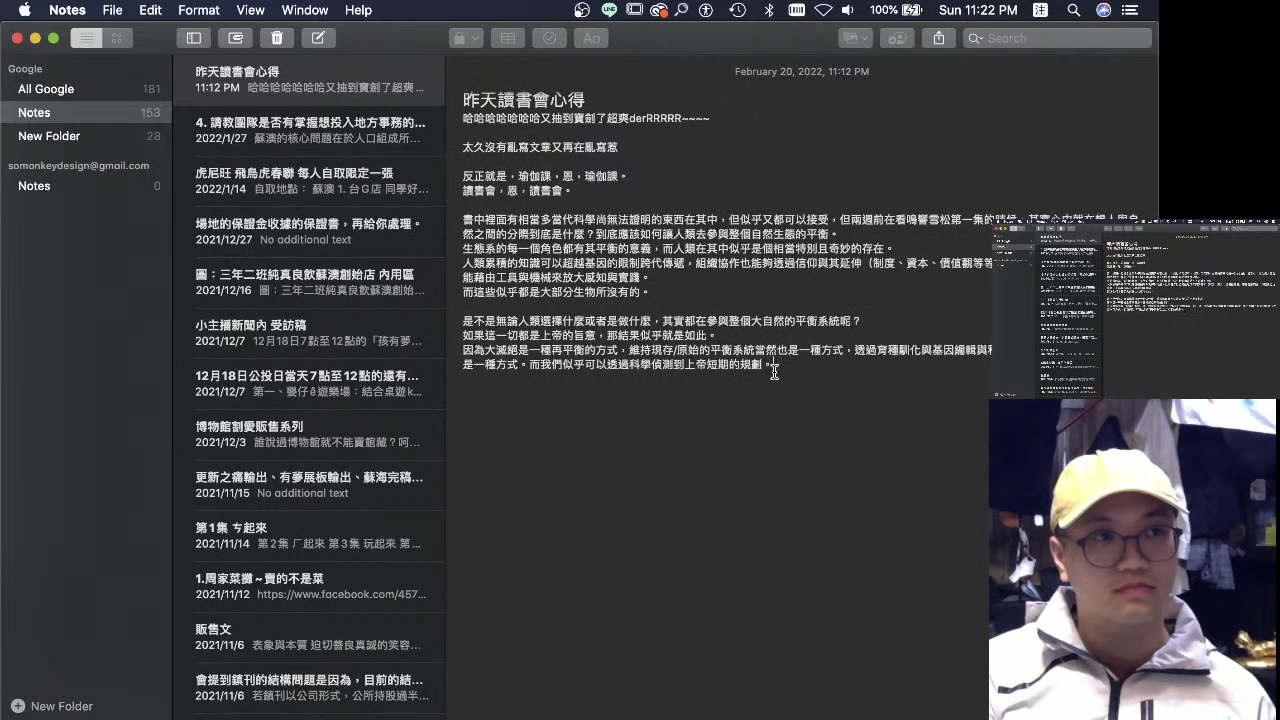 Notes File Edit Format View Window Help
100% Sun 11:22 PM 注
Search
Google
All Google 181
Notes 153
New Folder 28
somonkeydesign@gmail.com
Notes 0
New Folder
昨天讀書會心得
11:12 PM 哈哈哈哈哈哈哈又抽到寶劍了超爽...
4. 請教團隊是否有掌握想投入地方事務的...
2022/1/27 蘇澳的核心問題在於人口組成所...
虎尼旺 飛鳥虎春聯 每人自取限定一張
2022/1/14 自取地點： 蘇澳 1. 台G店 同學好...
場地的保證金收據的保證書，再給你處理。
2021/12/27 No additional text
圖：三年二班純真喜歡蘇澳創作者 江用區
2021/12/16 圖：三年二班純真喜歡蘇澳創始...
小主播新聞內 受訪稿
2021/12/7 12月18日7點至12點的「孩有夢...
12月18日公投日當天7點至12點的還有...
2021/12/7 第一、嬰仔ê遊樂場：結合表遊k...
博物館割愛販售系列
2021/12/3 誰說過博物館就不能賣館藏？呵...
更新之痛輸出、有夢展板輸出、蘇海完稿...
2021/11/15 No additional text
第1集 ㄘ起來
2021/11/14 第２集 ㄏ起來 第３集 玩起來 第...
1.周家菜攤～賣的不是菜
2021/11/12 https://www.facebook.com/457...
販售文
2021/11/6 表象與本質 迫切善良真誠的笑容...
會提到鎮刊的結構問題是因為，目前的結...
2021/11/6 若鎮刊以公司形式，公所持股過半...
February 20, 2022, 11:12 PM
昨天讀書會心得
哈哈哈哈哈哈哈又抽到寶劍了超爽derRRRRR~~~~
太久沒有亂寫文章又再在亂寫惹
反正就是，瑜伽課，恩，瑜伽課。
讀書會，恩，讀書會。
書中裡面有相當多當代科學尚無法證明的東西在其中，但似乎又都可以接受，但兩週前在看鳴響雪松第一集的時候，其實心中就在想人與自
然之間的分際到底是什麼？到底應該如何讓人類去參與整個自然生態的平衡。
生態系的每一個角色都有其平衡的意義，而人類在其中似乎是個相當特別且奇妙的存在。
人類累積的知識可以超越基因的限制跨代傳遞，組織協作也能夠透過信仰與其延伸（制度、資本、價值觀等等
能藉由工具與機械來放大感知與實踐。
而這些似乎都是大部分生物所沒有的。
是不是無論人類選擇什麼或者是做什麼，其實都在參與整個大自然的平衡系統呢？
如果這一切都是上帝的旨意，那結果似乎就是如此。
因為大滅絕是一種再平衡的方式，維持現存/原始的平衡系統當然也是一種方式，透過育種馴化與基因編輯與
是一種方式。而我們似乎可以透過科學偵測到上帝短期的規劃。